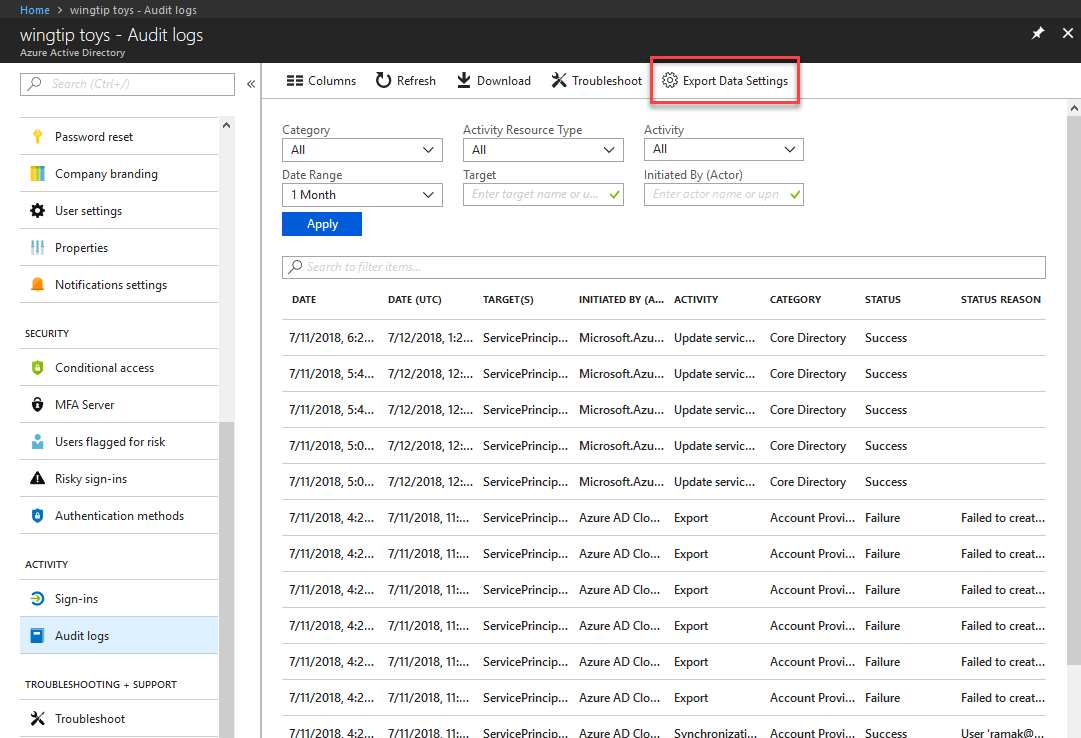 Home > wingtip toys - Audit logs
wingtip toys - Audit logs
Azure Active Directory
Search (Ctrl+/)
«
Password reset
Company branding
User settings
Properties
Notifications settings
SECURITY
Conditional access
MFA Server
Users flagged for risk
Risky sign-ins
Authentication methods
ACTIVITY
Sign-ins
Audit logs
TROUBLESHOOTING + SUPPORT
Troubleshoot
Columns Refresh Download Troubleshoot Export Data Settings
Category Activity Resource Type Activity
All All All
Date Range Target Initiated By (Actor)
1 Month Enter target name or u... Enter actor name or upn
Apply
Search to filter items...
DATE DATE (UTC) TARGET(S) INITIATED BY (A... ACTIVITY CATEGORY STATUS STATUS REASON
7/11/2018, 6:2... 7/12/2018, 1:2... ServicePrincip... Microsoft.Azu... Update servic... Core Directory Success
7/11/2018, 5:4... 7/12/2018, 12:... ServicePrincip... Microsoft.Azu... Update servic... Core Directory Success
7/11/2018, 5:4... 7/12/2018, 12:... ServicePrincip... Microsoft.Azu... Update servic... Core Directory Success
7/11/2018, 5:0... 7/12/2018, 12:... ServicePrincip... Microsoft.Azu... Update servic... Core Directory Success
7/11/2018, 5:0... 7/12/2018, 12:... ServicePrincip... Microsoft.Azu... Update servic... Core Directory Success
7/11/2018, 4:2... 7/11/2018, 11:... ServicePrincip... Azure AD Clo... Export Account Provi... Failure Failed to creat...
7/11/2018, 4:2... 7/11/2018, 11:... ServicePrincip... Azure AD Clo... Export Account Provi... Failure Failed to creat...
7/11/2018, 4:2... 7/11/2018, 11:... ServicePrincip... Azure AD Clo... Export Account Provi... Failure Failed to creat...
7/11/2018, 4:2... 7/11/2018, 11:... ServicePrincip... Azure AD Clo... Export Account Provi... Failure Failed to creat...
7/11/2018, 4:2... 7/11/2018, 11:... ServicePrincip... Azure AD Clo... Export Account Provi... Failure Failed to creat...
7/11/2018, 4:2... 7/11/2018, 11:... ServicePrincip... Azure AD Clo... Export Account Provi... Failure Failed to creat...
7/11/2018, 4:2... 7/11/2018, 11:... ServicePrincip... Azure AD Clo... Synchronizati... Account Provi... Success User 'ramak@...